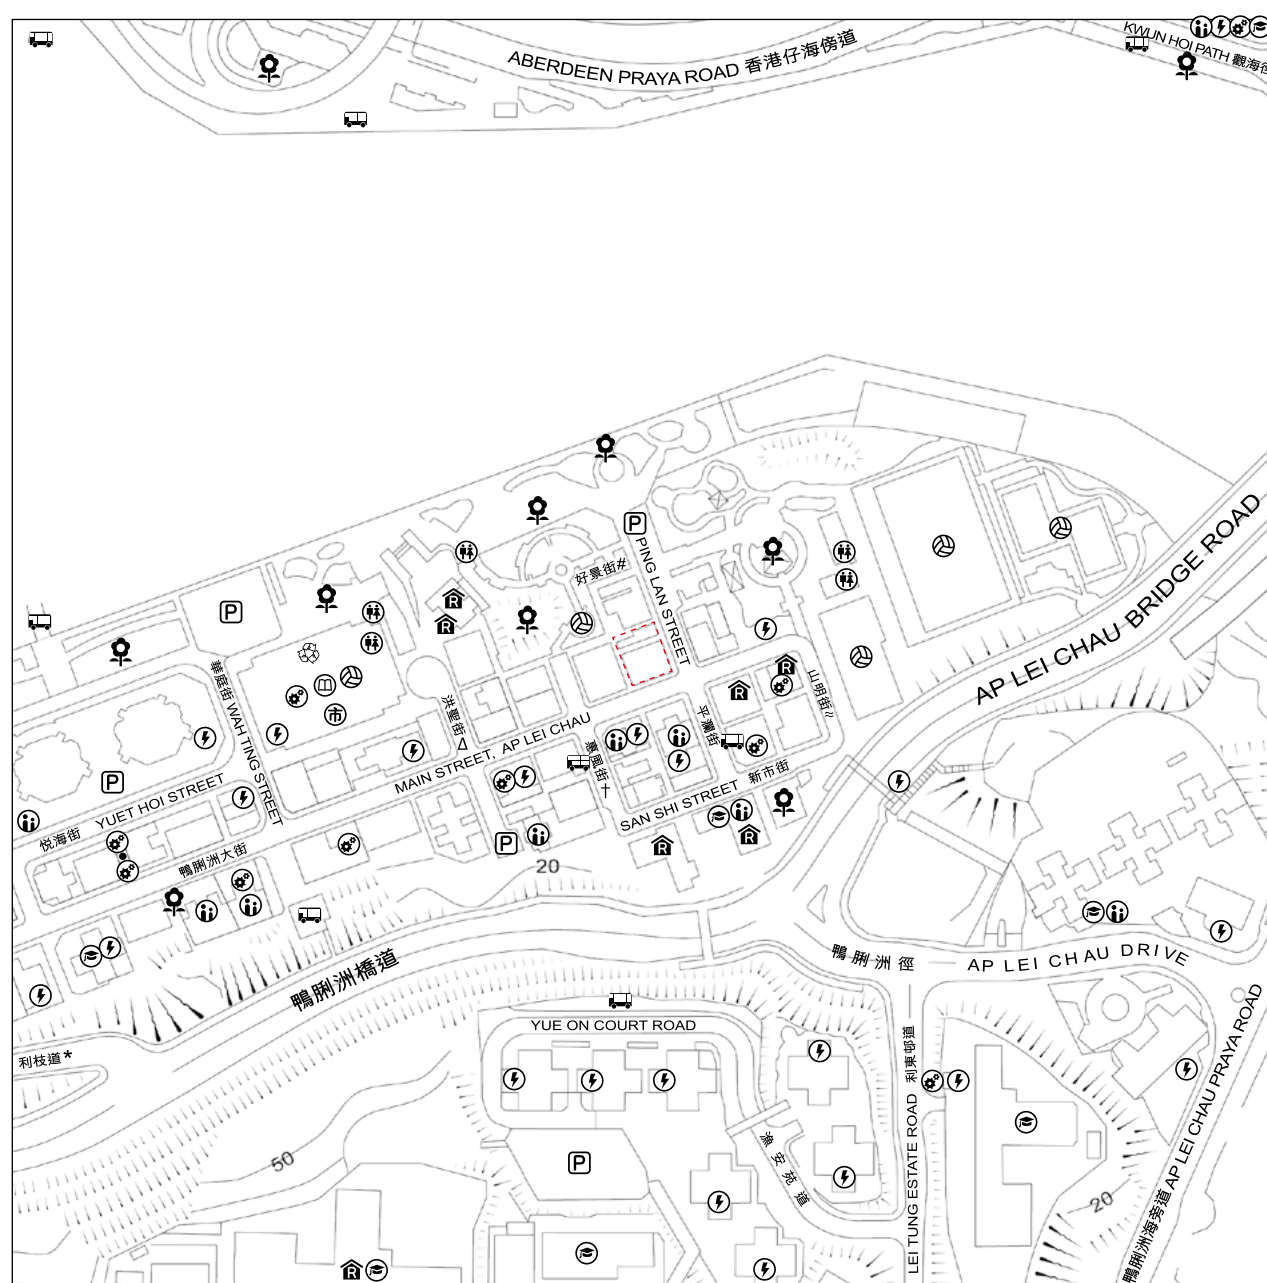 ABERDEEN PRAYA ROAD 香港仔海傍道
KWUN HOI PATH 觀海徑
AP LEI CHAU BRIDGE ROAD
P
PING LAN STREET
好景街#
R
R
P
華庭街 WAH TING STREET
市
洪聖街▽
MAIN STREET, AP LEI CHAU
惠風街†
平瀾街
R
R
山明街≈
P
悅海街 YUET HOI STREET
SAN SHI STREET 新市街
R
R
P
鴨脷洲大街
20
鴨脷洲橋道
鴨脷洲徑 AP LEI CHAU DRIVE
利枝道*
YUE ON COURT ROAD
漁安苑道
P
LEI TUNG ESTATE ROAD 利東邨道
鴨脷洲海旁道 AP LEI CHAU PRAYA ROAD
50
20
R